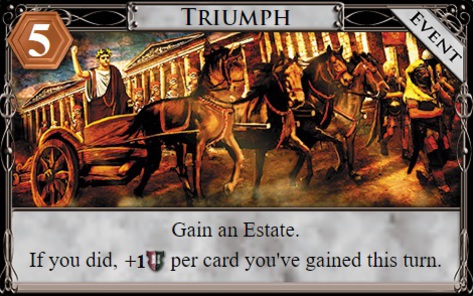 TRIUMPH
EVENT
5
Gain an Estate.
If you did, +1 per card you've gained this turn.